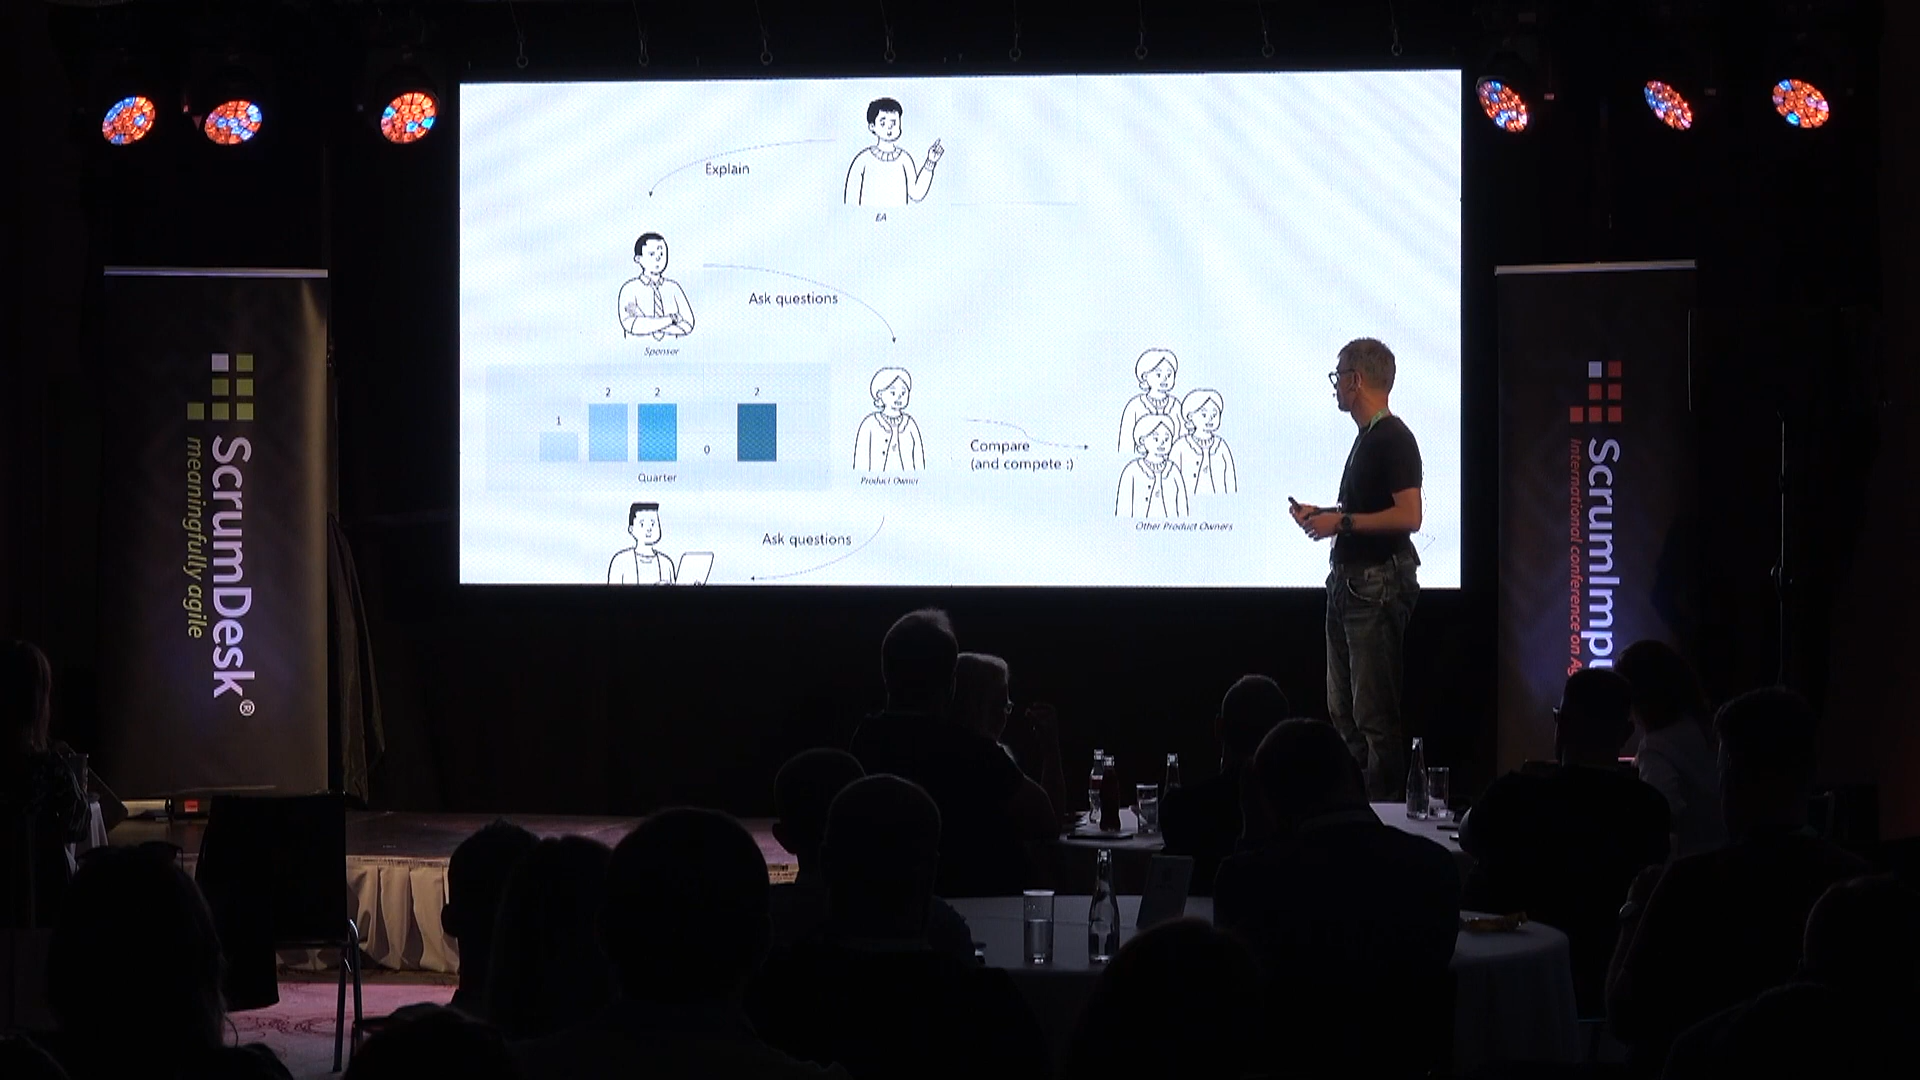 Explain
EA
Ask questions
Sponsor
1
2
2
0
2
Quarter
Product Owner
Compare
(and compete :)
Other Product Owners
Ask questions
ScrumDesk®
meaningfully agile
ScrumImpu
International conference on Ag